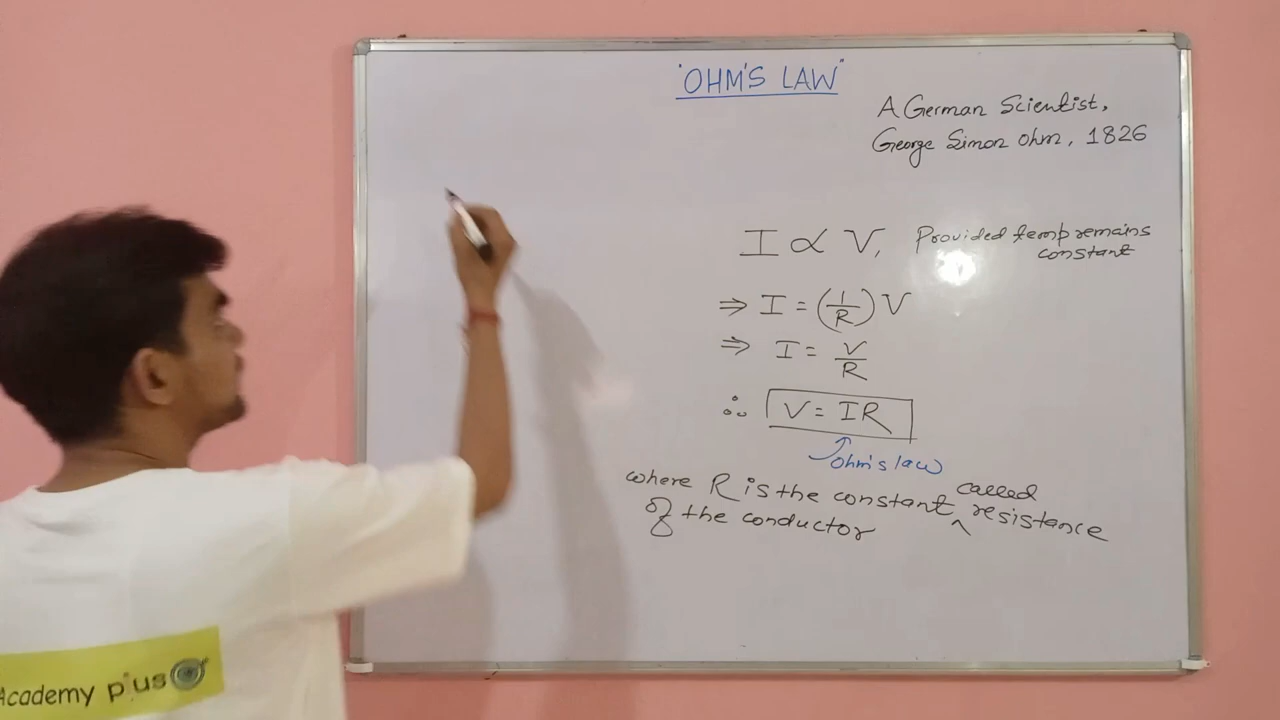 "OHM'S LAW"
A German Scientist,
George Simon Ohm, 1826
I ∝ V, Provided temp remains
constant
⇒ I = (1/R) V
⇒ I = V/R
∴ V = IR
Ohm's law
where R is the constant called resistance
of the conductor
Academy plus